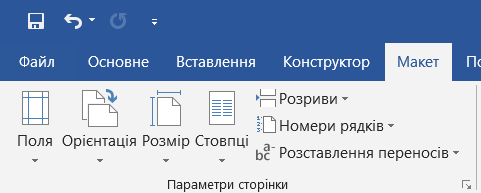 Файл Основне Вставлення Конструктор Макет
Поля Орієнтація Розмір Стовпці
Розриви
Номери рядків
Розставлення переносів
Параметри сторінки